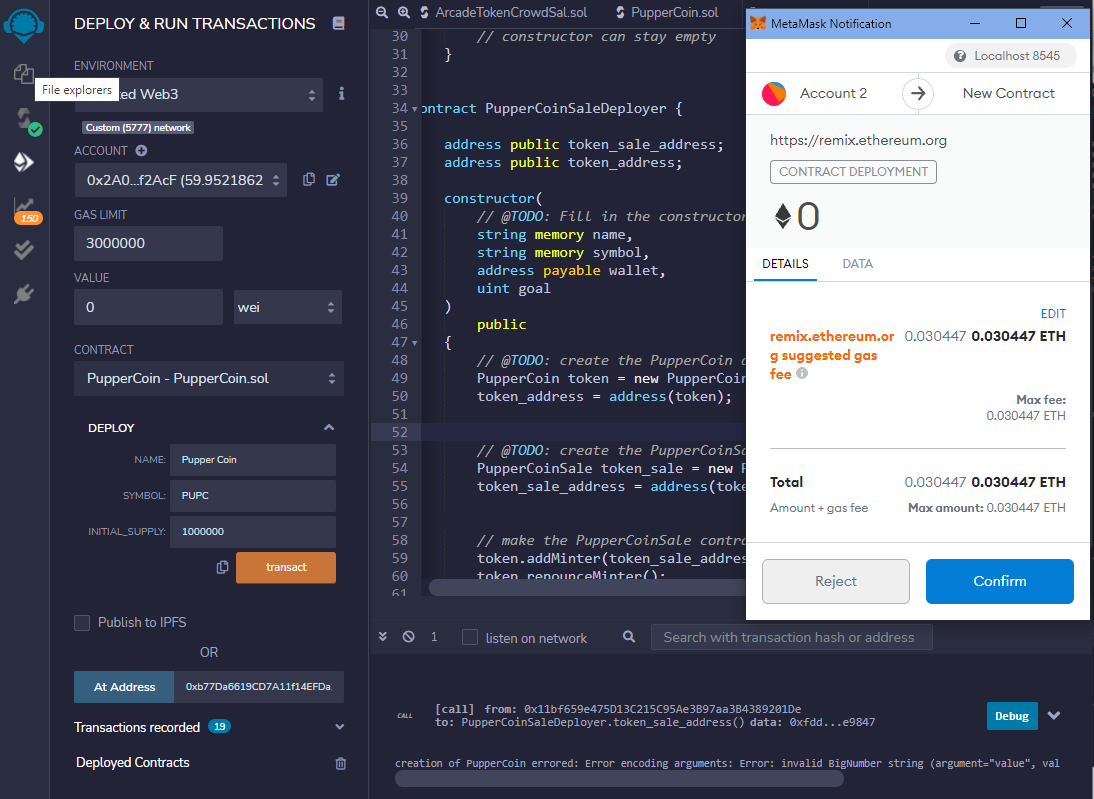 DEPLOY & RUN TRANSACTIONS
ENVIRONMENT
File explorers
ted Web3
Custom (5777) network
ACCOUNT
0x2A0...f2AcF (59.9521862
150
GAS LIMIT
3000000
VALUE
0
wei
CONTRACT
PupperCoin - PupperCoin.sol
DEPLOY
NAME:
Pupper Coin
SYMBOL:
PUPC
INITIAL_SUPPLY:
1000000
transact
Publish to IPFS
OR
At Address
0xb77Da6619CD7A11f14EFDa
Transactions recorded 19
Deployed Contracts
ArcadeTokenCrowdSal.sol
PupperCoin.sol
30 // constructor can stay empty
31 }
32
33
34 ontract PupperCoinSaleDeployer {
35
36 address public token_sale_address;
37 address public token_address;
38
39 constructor(
40 // @TODO: Fill in the constructor
41 string memory name,
42 string memory symbol,
43 address payable wallet,
44 uint goal
45 )
46 public
47 {
48 // @TODO: create the PupperCoin
49 PupperCoin token = new PupperCoin
50 token_address = address(token);
51
52
53 // @TODO: create the PupperCoinSa
54 PupperCoinSale token_sale = new P
55 token_sale_address = address(toke
56
57
58 // make the PupperCoinSale contra
59 token.addMinter(token_sale_addres
60 token.renounceMinter();
61
1
listen on network
Search with transaction hash or address
CALL
[call] from: 0x11bf659e475D13C215C95Ae3B97aa3B4389201De
to: PupperCoinSaleDeployer.token_sale_address() data: 0xfdd...e9847
Debug
creation of PupperCoin errored: Error encoding arguments: Error: invalid BigNumber string (argument="value", val
MetaMask Notification
Localhost 8545
Account 2
New Contract
https://remix.ethereum.org
CONTRACT DEPLOYMENT
0
DETAILS
DATA
EDIT
remix.ethereum.or
g suggested gas
fee
0.030447 0.030447 ETH
Max fee:
0.030447 ETH
Total
0.030447 0.030447 ETH
Amount + gas fee
Max amount: 0.030447 ETH
Reject
Confirm